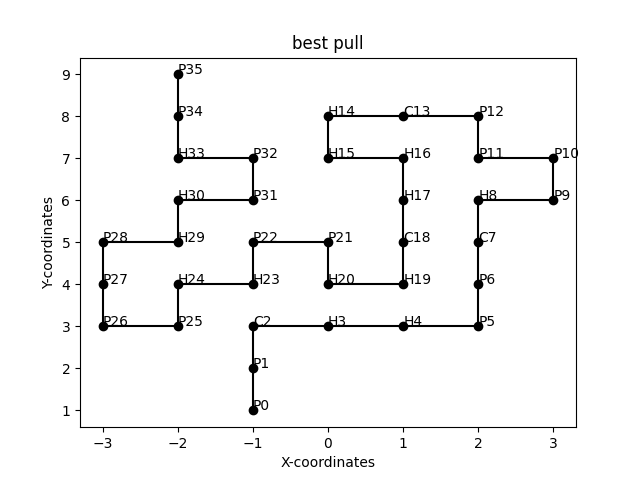 best pull
9
P35
8
P34
H14
C13
P12
7
H33
P32
H15
H16
P11
P10
6
H30
P31
H17
H8
P9
5
P28
H29
P22
P21
C18
C7
4
P27
H24
H23
H20
H19
P6
3
P26
P25
C2
H3
H4
P5
2
P1
1
P0
−3
−2
−1
0
1
2
3
X-coordinates
Y-coordinates